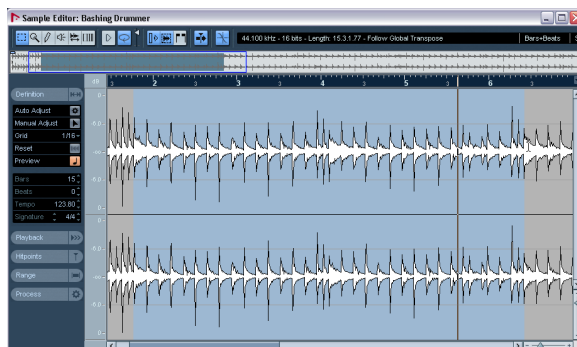 Sample Editor: Bashing Drummer
44.100 kHz - 16 bits - Length: 15.3.1.77 - Follow Global Transpose
Bars+Beats
dB
2
3
4
5
6
Definition
Auto Adjust
Manual Adjust
Grid 1/16
Reset
Preview
Bars 15
Beats 0
Tempo 123.80
Signature 4/4
Playback
Hitpoints
Range
Process